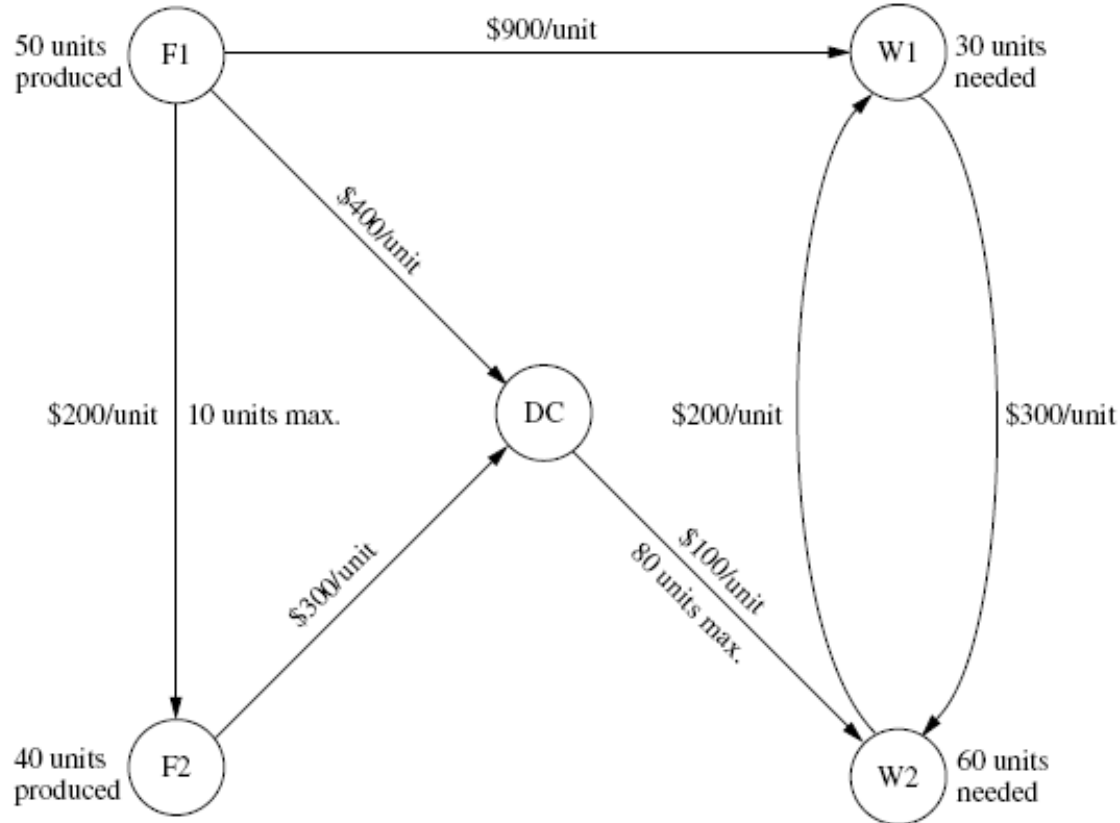 50 units
produced
F1
$900/unit
W1
30 units
needed
$400/unit
$200/unit
10 units max.
DC
$200/unit
$300/unit
$300/unit
$100/unit
80 units max.
40 units
produced
F2
W2
60 units
needed